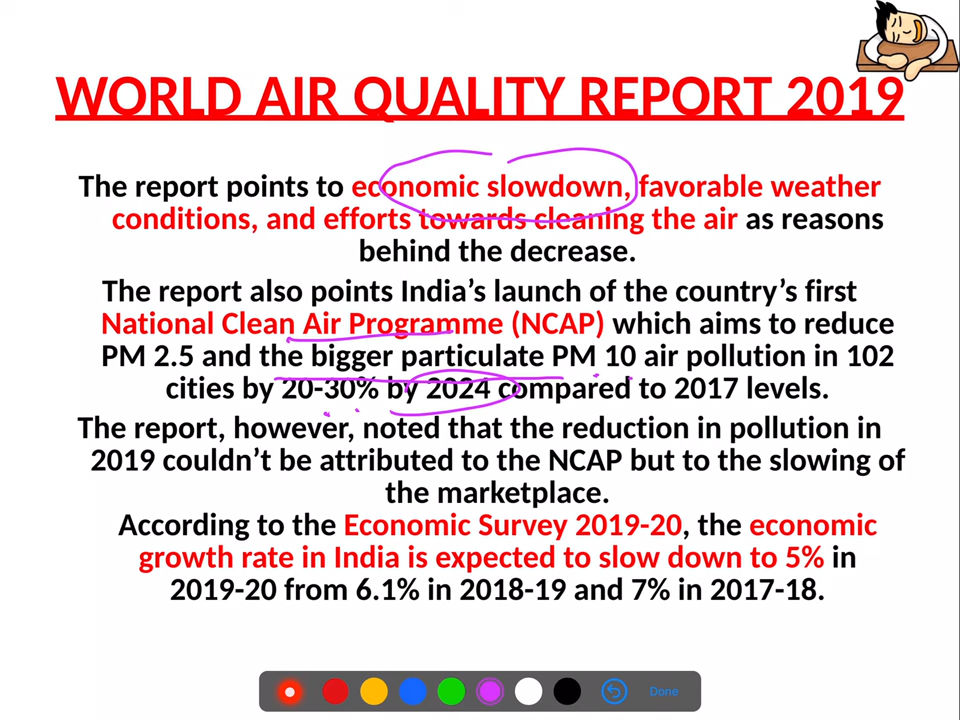 WORLD AIR QUALITY REPORT 2019
The report points to economic slowdown, favorable weather
conditions, and efforts towards cleaning the air as reasons
behind the decrease.
The report also points India’s launch of the country’s first
National Clean Air Programme (NCAP) which aims to reduce
PM 2.5 and the bigger particulate PM 10 air pollution in 102
cities by 20-30% by 2024 compared to 2017 levels.
The report, however, noted that the reduction in pollution in
2019 couldn’t be attributed to the NCAP but to the slowing of
the marketplace.
According to the Economic Survey 2019-20, the economic
growth rate in India is expected to slow down to 5% in
2019-20 from 6.1% in 2018-19 and 7% in 2017-18.
Done